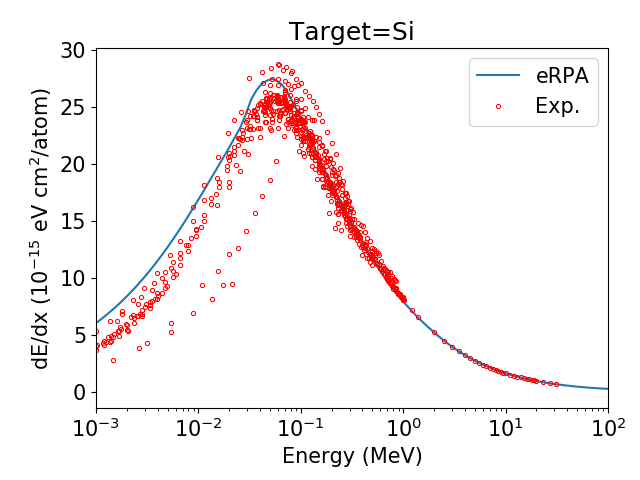 Target=Si
dE/dx (10⁻¹⁵ eV cm²/atom)
30
25
20
15
10
5
0
eRPA
Exp.
10⁻³ 10⁻² 10⁻¹ 10⁰ 10¹ 10²
Energy (MeV)